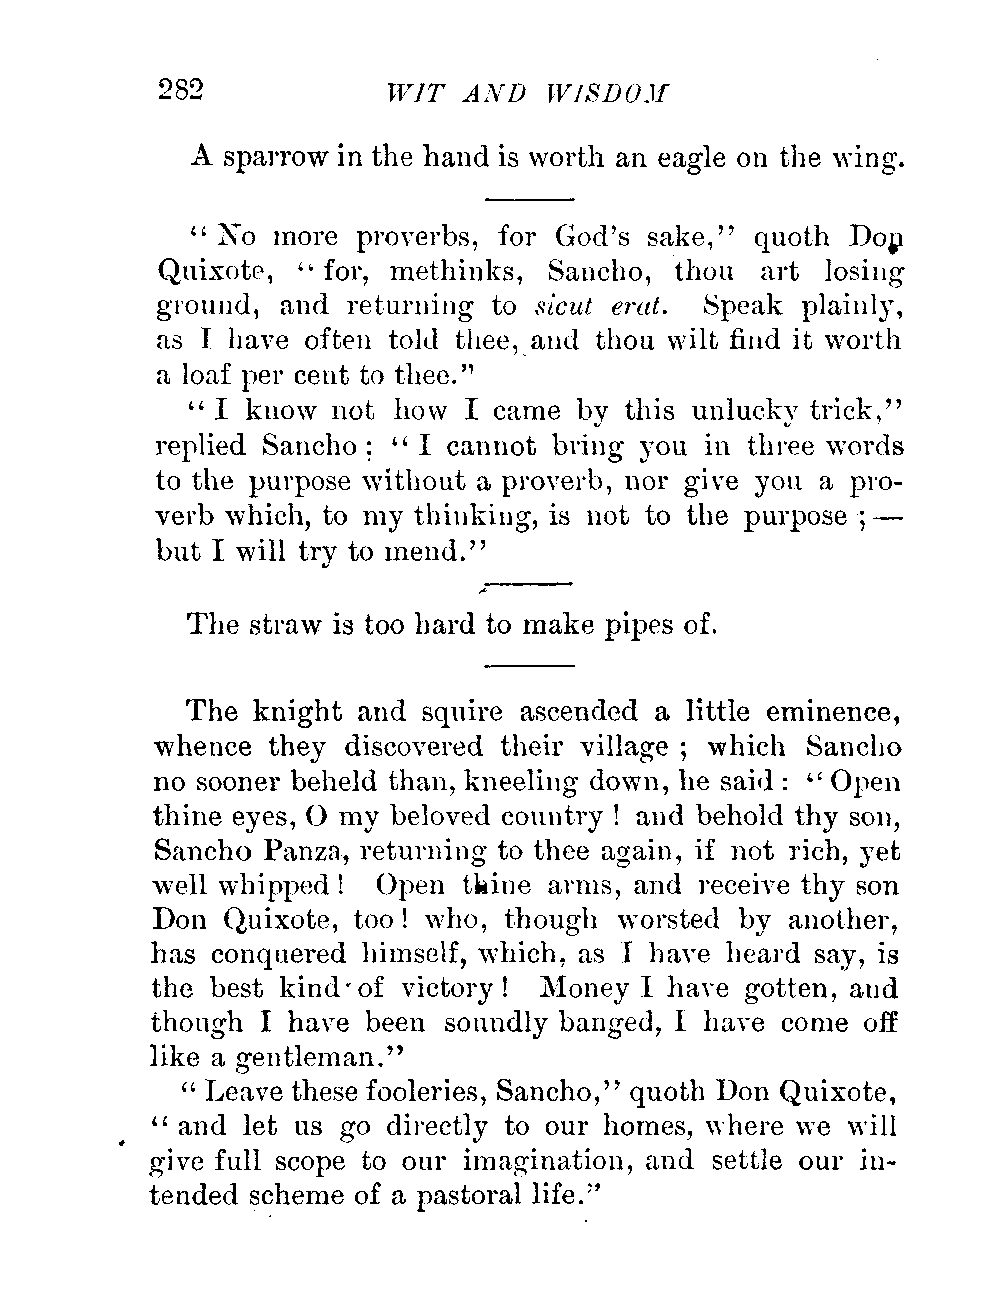 282 WIT AND WISDOM
A sparrow in the hand is worth an eagle on the wing.
“ No more proverbs, for God’s sake,” quoth Don
Quixote, “ for, methinks, Sancho, thou art losing
ground, and returning to sicut erat. Speak plainly,
as I have often told thee, and thou wilt find it worth
a loaf per cent to thee.”
“ I know not how I came by this unlucky trick,”
replied Sancho ; “ I cannot bring you in three words
to the purpose without a proverb, nor give you a pro-
verb which, to my thinking, is not to the purpose ; —
but I will try to mend.”
The straw is too hard to make pipes of.
The knight and squire ascended a little eminence,
whence they discovered their village ; which Sancho
no sooner beheld than, kneeling down, he said : “ Open
thine eyes, O my beloved country ! and behold thy son,
Sancho Panza, returning to thee again, if not rich, yet
well whipped ! Open thine arms, and receive thy son
Don Quixote, too ! who, though worsted by another,
has conquered himself, which, as I have heard say, is
the best kind of victory ! Money I have gotten, and
though I have been soundly banged, I have come off
like a gentleman.”
“ Leave these fooleries, Sancho,” quoth Don Quixote,
“ and let us go directly to our homes, where we will
give full scope to our imagination, and settle our in-
tended scheme of a pastoral life.”